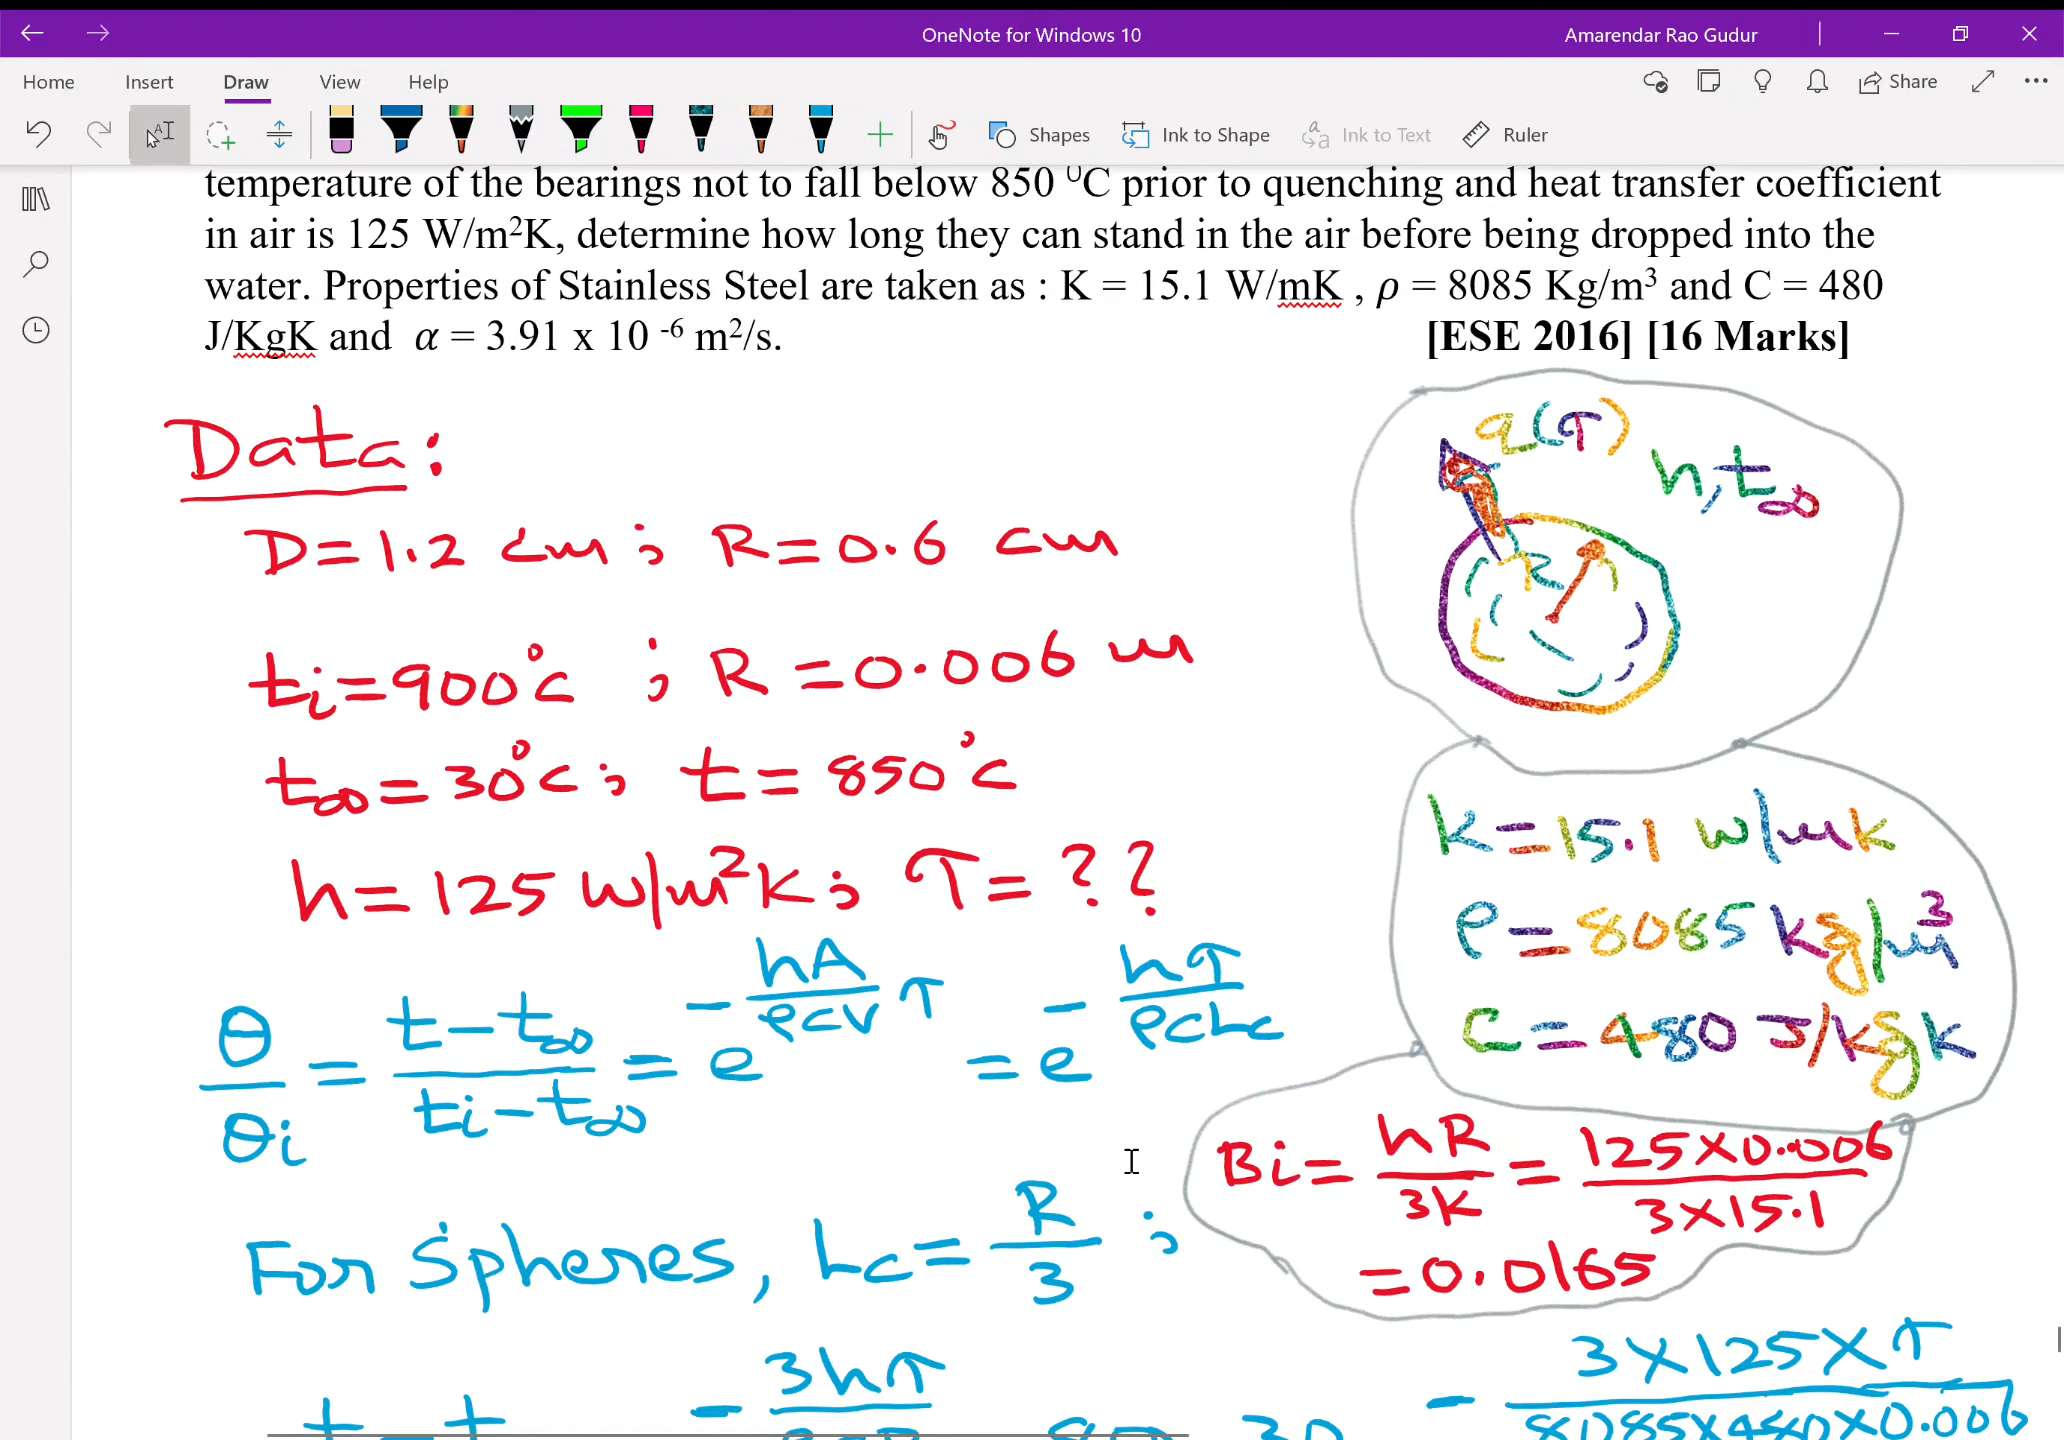 OneNote for Windows 10
Amarendar Rao Gudur
Home Insert Draw View Help
Share
Shapes Ink to Shape Ink to Text Ruler
temperature of the bearings not to fall below 850 ⁰C prior to quenching and heat transfer coefficient
in air is 125 W/m²K, determine how long they can stand in the air before being dropped into the
water. Properties of Stainless Steel are taken as : K = 15.1 W/mK , ρ = 8085 Kg/m³ and C = 480
J/KgK and α = 3.91 x 10 ⁻⁶ m²/s. [ESE 2016] [16 Marks]
Data:
D = 1.2 cm ; R = 0.6 cm
ti = 900°c ; R = 0.006 m
t∞ = 30°c ; t = 850°c
h = 125 w/m²k ; τ = ??
θ/θi = (t - t∞)/(ti - t∞) = e^(-(hA/ρcv) τ) = e^(-hτ/ρcLc)
For Spheres, Lc = R/3 ;
q(τ)
h, t∞
R
k = 15.1 w/mk
ρ = 8085 kg/m³
C = 480 J/kgk
Bi = hR/3K = 125×0.006/3×15.1
= 0.0165
- 3hτ
- 3×125×τ/8085×480×0.006